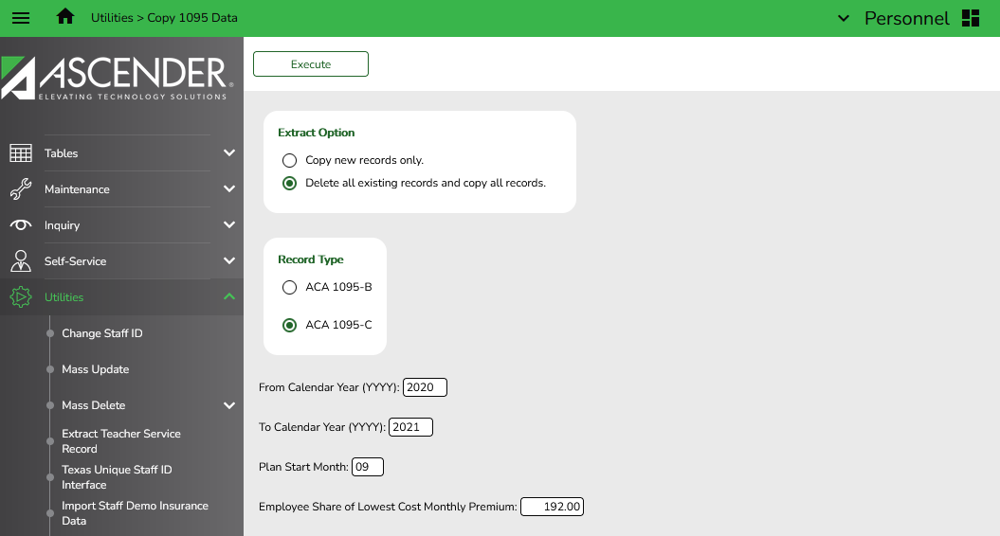 Utilities > Copy 1095 Data
Personnel
ASCENDER®
ELEVATING TECHNOLOGY SOLUTIONS
Tables
Maintenance
Inquiry
Self-Service
Utilities
Change Staff ID
Mass Update
Mass Delete
Extract Teacher Service
Record
Texas Unique Staff ID
Interface
Import Staff Demo Insurance
Data
Execute
Extract Option
Copy new records only.
Delete all existing records and copy all records.
Record Type
ACA 1095-B
ACA 1095-C
From Calendar Year (YYYY): 2020
To Calendar Year (YYYY): 2021
Plan Start Month: 09
Employee Share of Lowest Cost Monthly Premium: 192.00